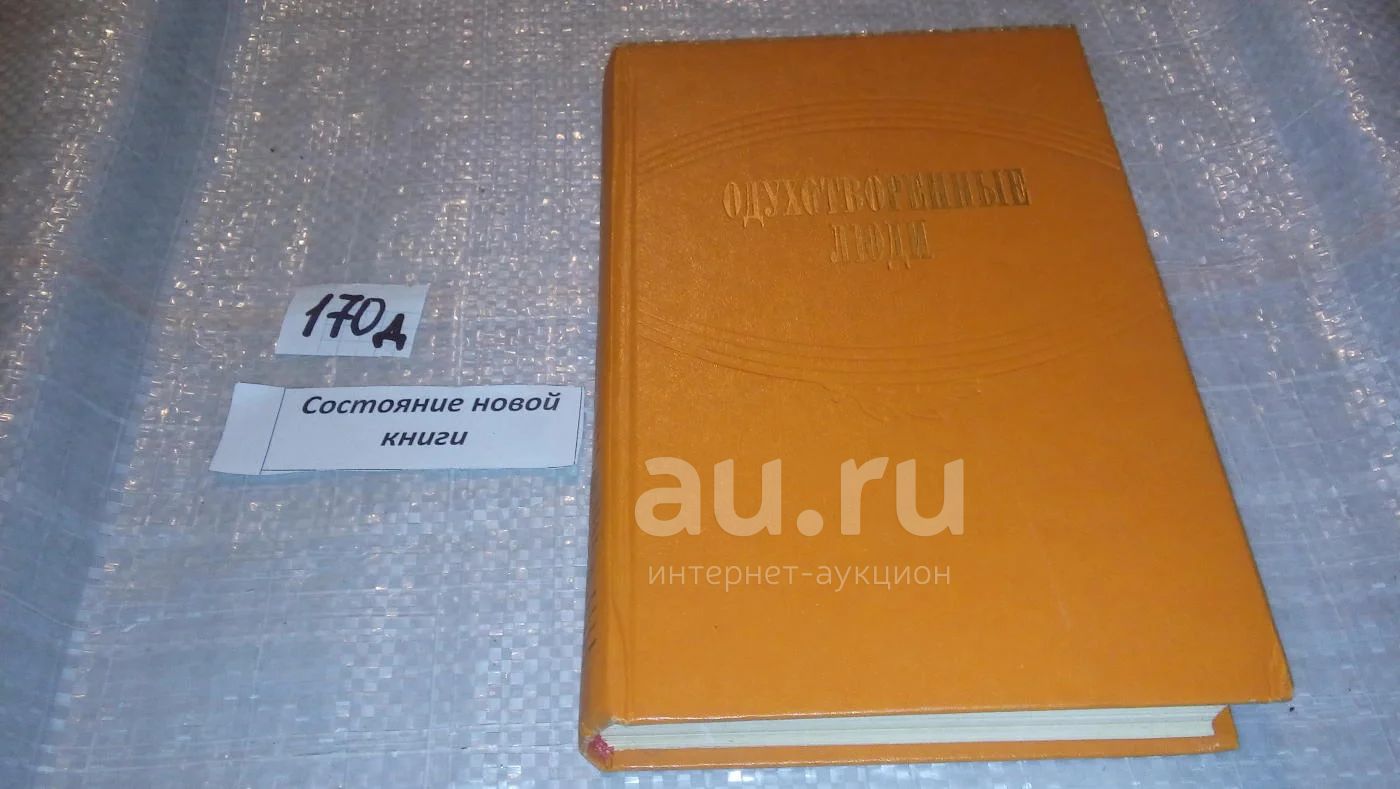 ОДУХОТВОРЕННЫЕ
ЛЮДИ
170д
Состояние новой
книги
au.ru
интернет-аукцион